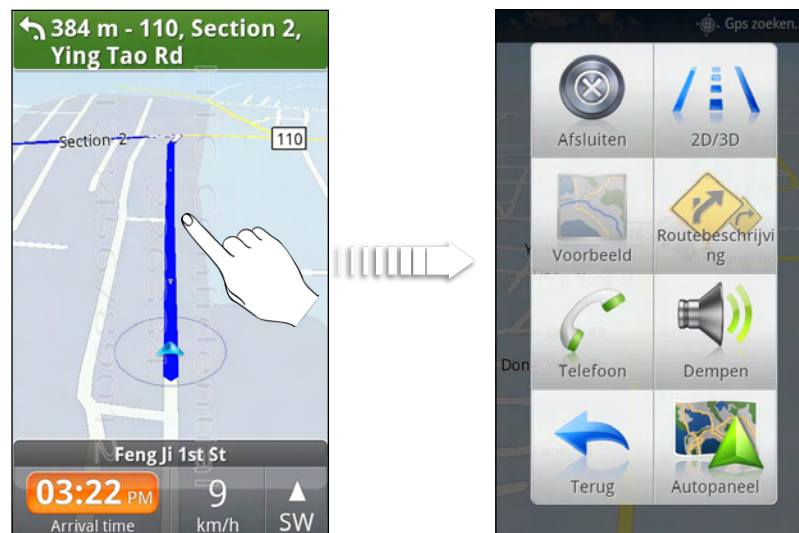 384 m - 110, Section 2,
Ying Tao Rd
Section 2
110
Feng Ji 1st St
03:22 PM
Arrival time
9
km/h
SW
Gps zoeken.
Afsluiten
2D/3D
Voorbeeld
Routebeschrijvi
ng
Telefoon
Dempen
Terug
Autopaneel